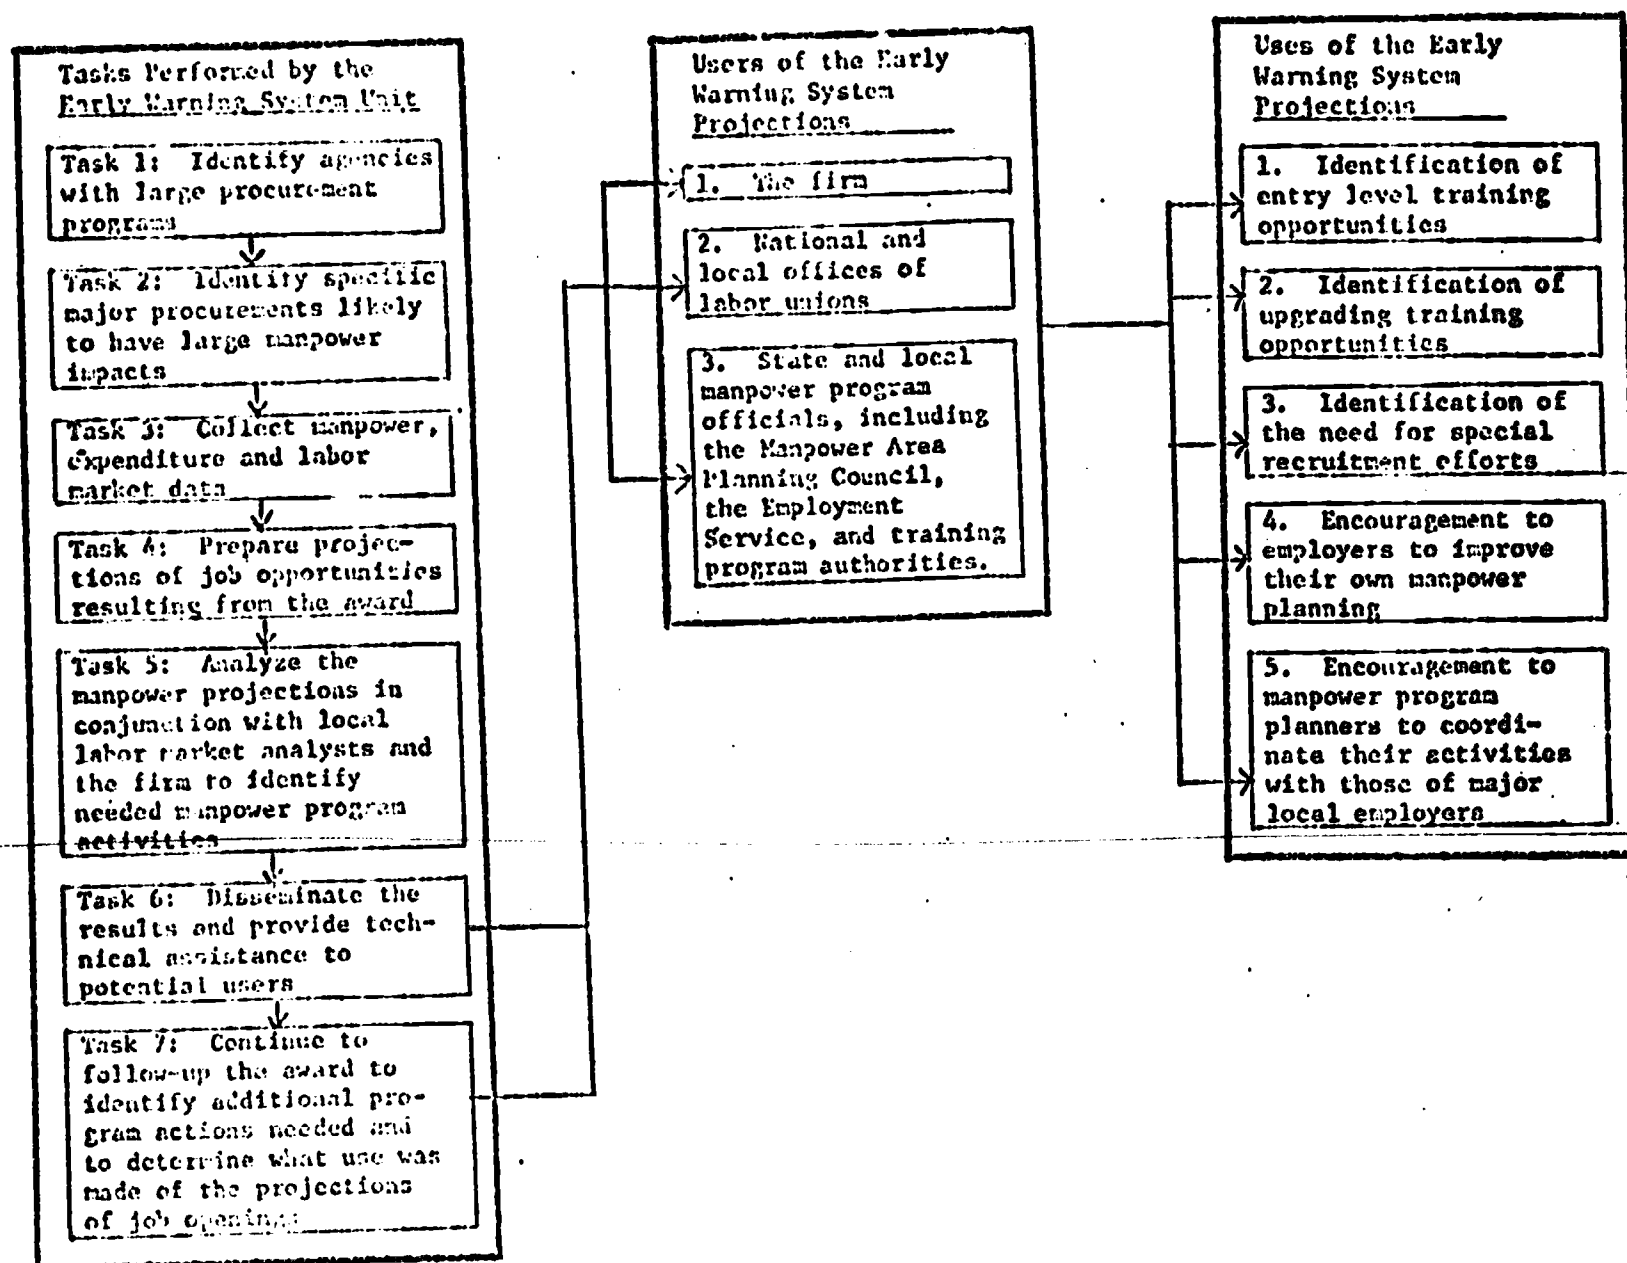 Tasks Performed by the
Early Warning System Unit
Task 1: Identify agencies
with large procurement
programs
Task 2: Identify specific
major procurements likely
to have large manpower
impacts
Task 3: Collect manpower,
expenditure and labor
market data
Task 4: Prepare projec-
tions of job opportunities
resulting from the award
Task 5: Analyze the
manpower projections in
conjunction with local
labor market analysts and
the firm to identify
needed manpower program
activities
Task 6: Disseminate the
results and provide tech-
nical assistance to
potential users
Task 7: Continue to
follow-up the award to
identify additional pro-
gram actions needed and
to determine what use was
made of the projections
of job openings
Users of the Early
Warning System
Projections
1. The firm
2. National and
local offices of
labor unions
3. State and local
manpower program
officials, including
the Manpower Area
Planning Council,
the Employment
Service, and training
program authorities.
Uses of the Early
Warning System
Projections
1. Identification of
entry level training
opportunities
2. Identification of
upgrading training
opportunities
3. Identification of
the need for special
recruitment efforts
4. Encouragement to
employers to improve
their own manpower
planning
5. Encouragement to
manpower program
planners to coordi-
nate their activities
with those of major
local employers